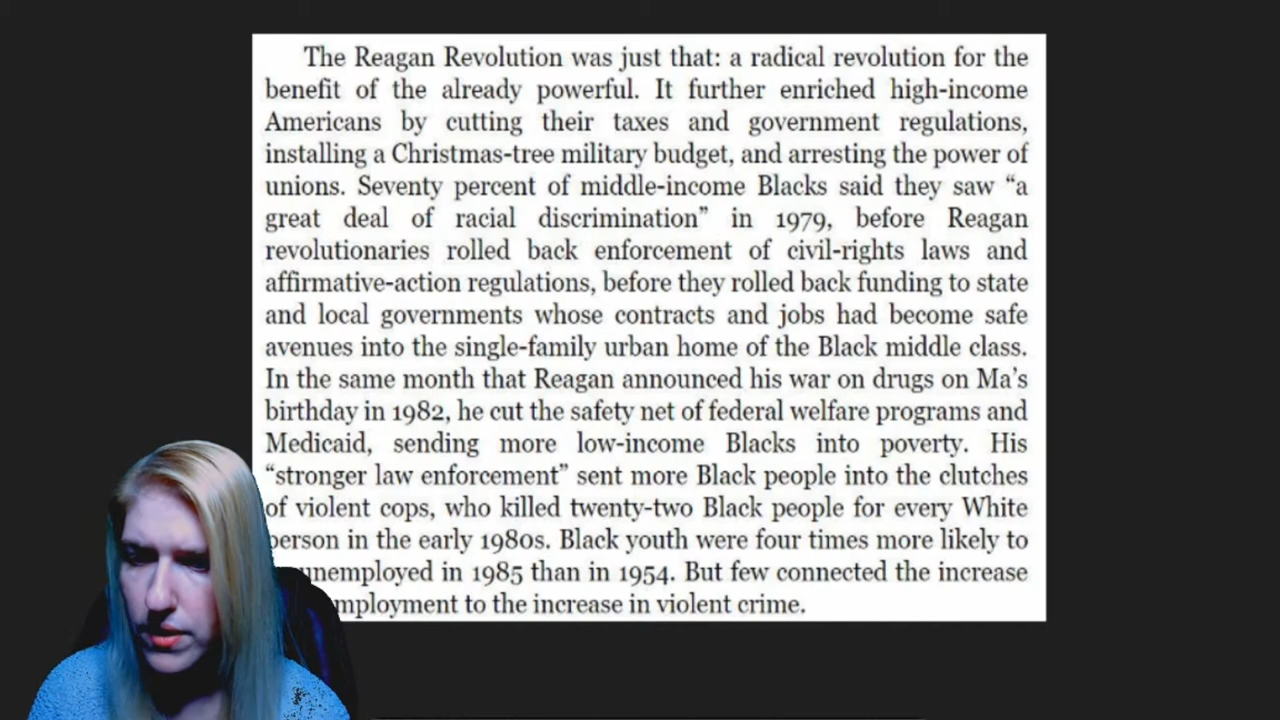 The Reagan Revolution was just that: a radical revolution for the
benefit of the already powerful. It further enriched high-income
Americans by cutting their taxes and government regulations,
installing a Christmas-tree military budget, and arresting the power of
unions. Seventy percent of middle-income Blacks said they saw “a
great deal of racial discrimination” in 1979, before Reagan
revolutionaries rolled back enforcement of civil-rights laws and
affirmative-action regulations, before they rolled back funding to state
and local governments whose contracts and jobs had become safe
avenues into the single-family urban home of the Black middle class.
In the same month that Reagan announced his war on drugs on Ma’s
birthday in 1982, he cut the safety net of federal welfare programs and
Medicaid, sending more low-income Blacks into poverty. His
“stronger law enforcement” sent more Black people into the clutches
of violent cops, who killed twenty-two Black people for every White
person in the early 1980s. Black youth were four times more likely to
unemployed in 1985 than in 1954. But few connected the increase
to the increase in violent crime.